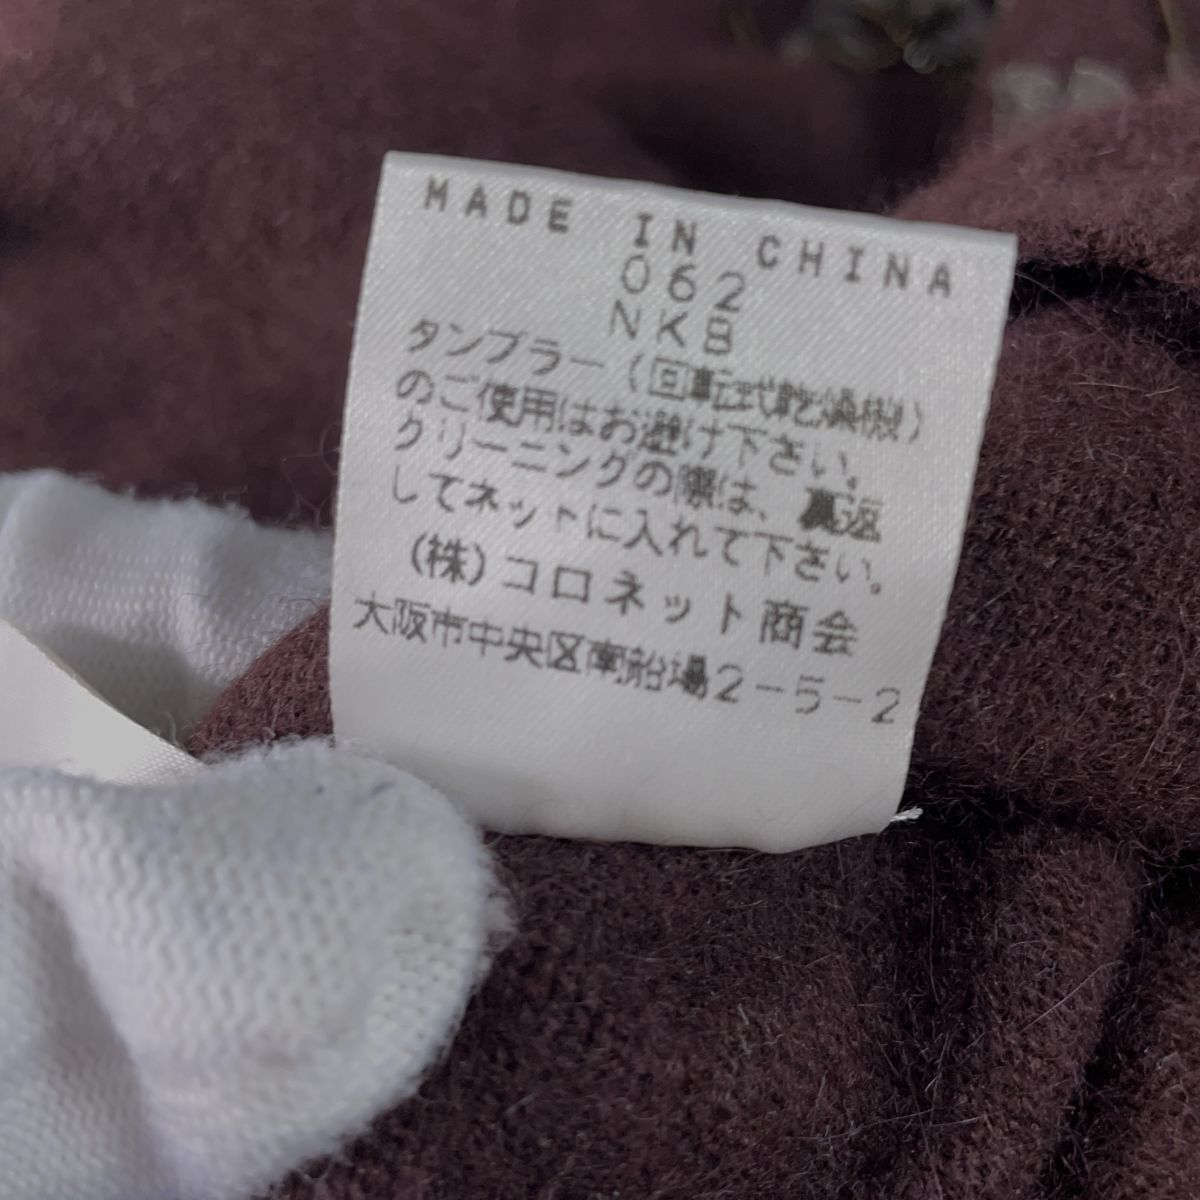 MADE IN CHINA
062
NKB
タンブラー(回転式乾燥機)
のご使用はお避け下さい。
クリーニングの際は、裏返
してネットに入れて下さい。
(株)コロネット商会
大阪市中央区南船場2-5-2